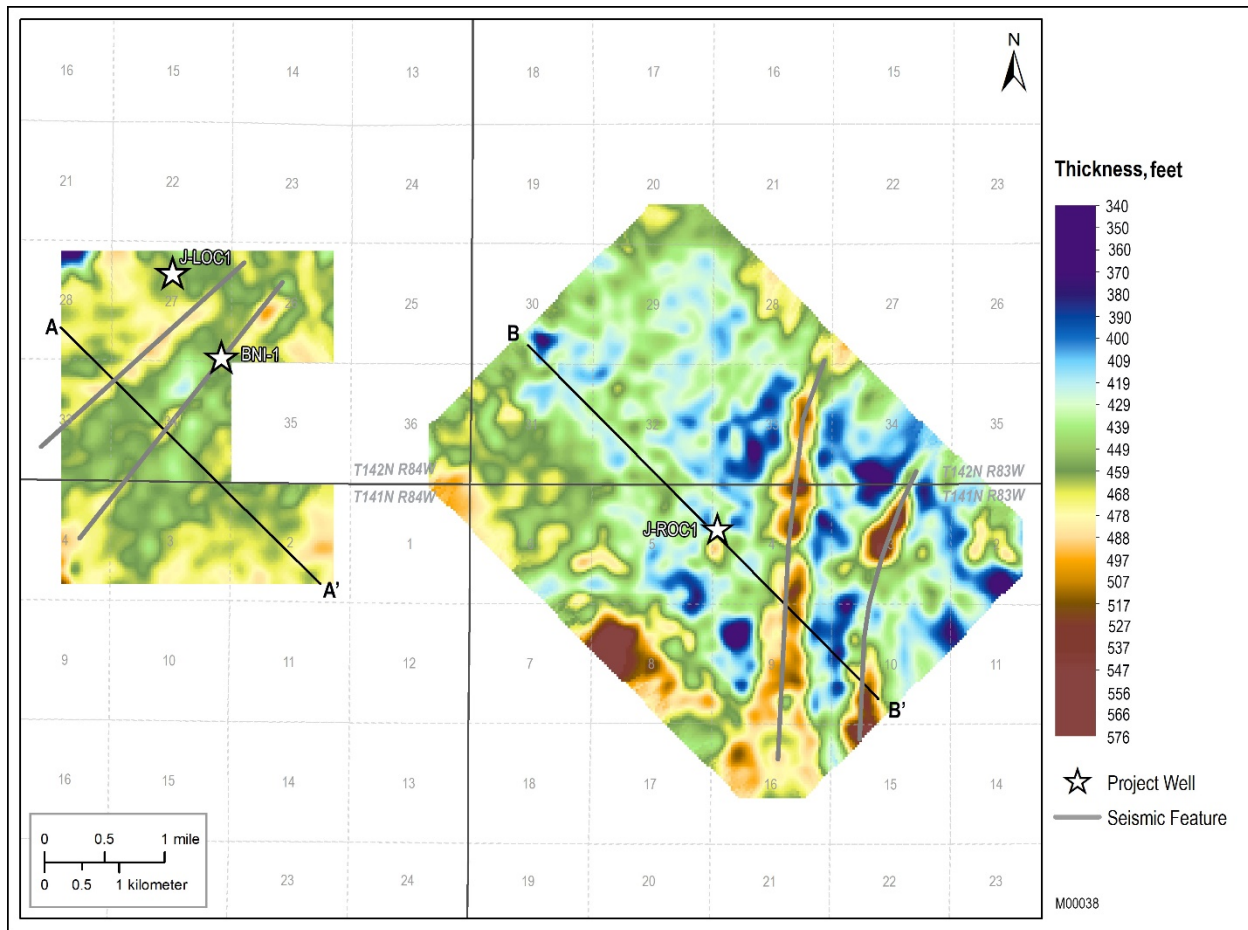 N
16 15 14 13 18 17 16 15
21 22 23 24 19 20 21 22 23
J-LOC1
28 27 25 30 29 28 27 26
A B
BNI-1
35 36 32 34 35
T142N R84W T142N R83W
T141N R84W T141N R83W
J-ROC1
4 3 2 1 5 4
A'
9 10 11 12 7 8 9 10 11
B'
16 15 14 13 18 17 16 15 14
0 0.5 1 mile
0 0.5 1 kilometer
23 24 19 20 21 22 23
Thickness, feet
340
350
360
370
380
390
400
409
419
429
439
449
459
468
478
488
497
507
517
527
537
547
556
566
576
Project Well
Seismic Feature
M00038